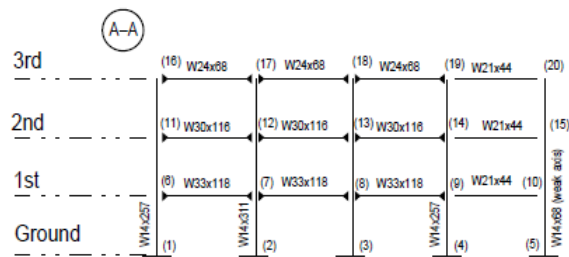 A–A
3rd (16) W24x68 (17) W24x68 (18) W24x68 (19) W21x44 (20)
2nd (11) W30x116 (12) W30x116 (13) W30x116 (14) W21x44 (15)
1st (6) W33x118 (7) W33x118 (8) W33x118 (9) W21x44 (10)
W14x257 W14x311 W14x257 W14x68 (weak axis)
Ground (1) (2) (3) (4) (5)